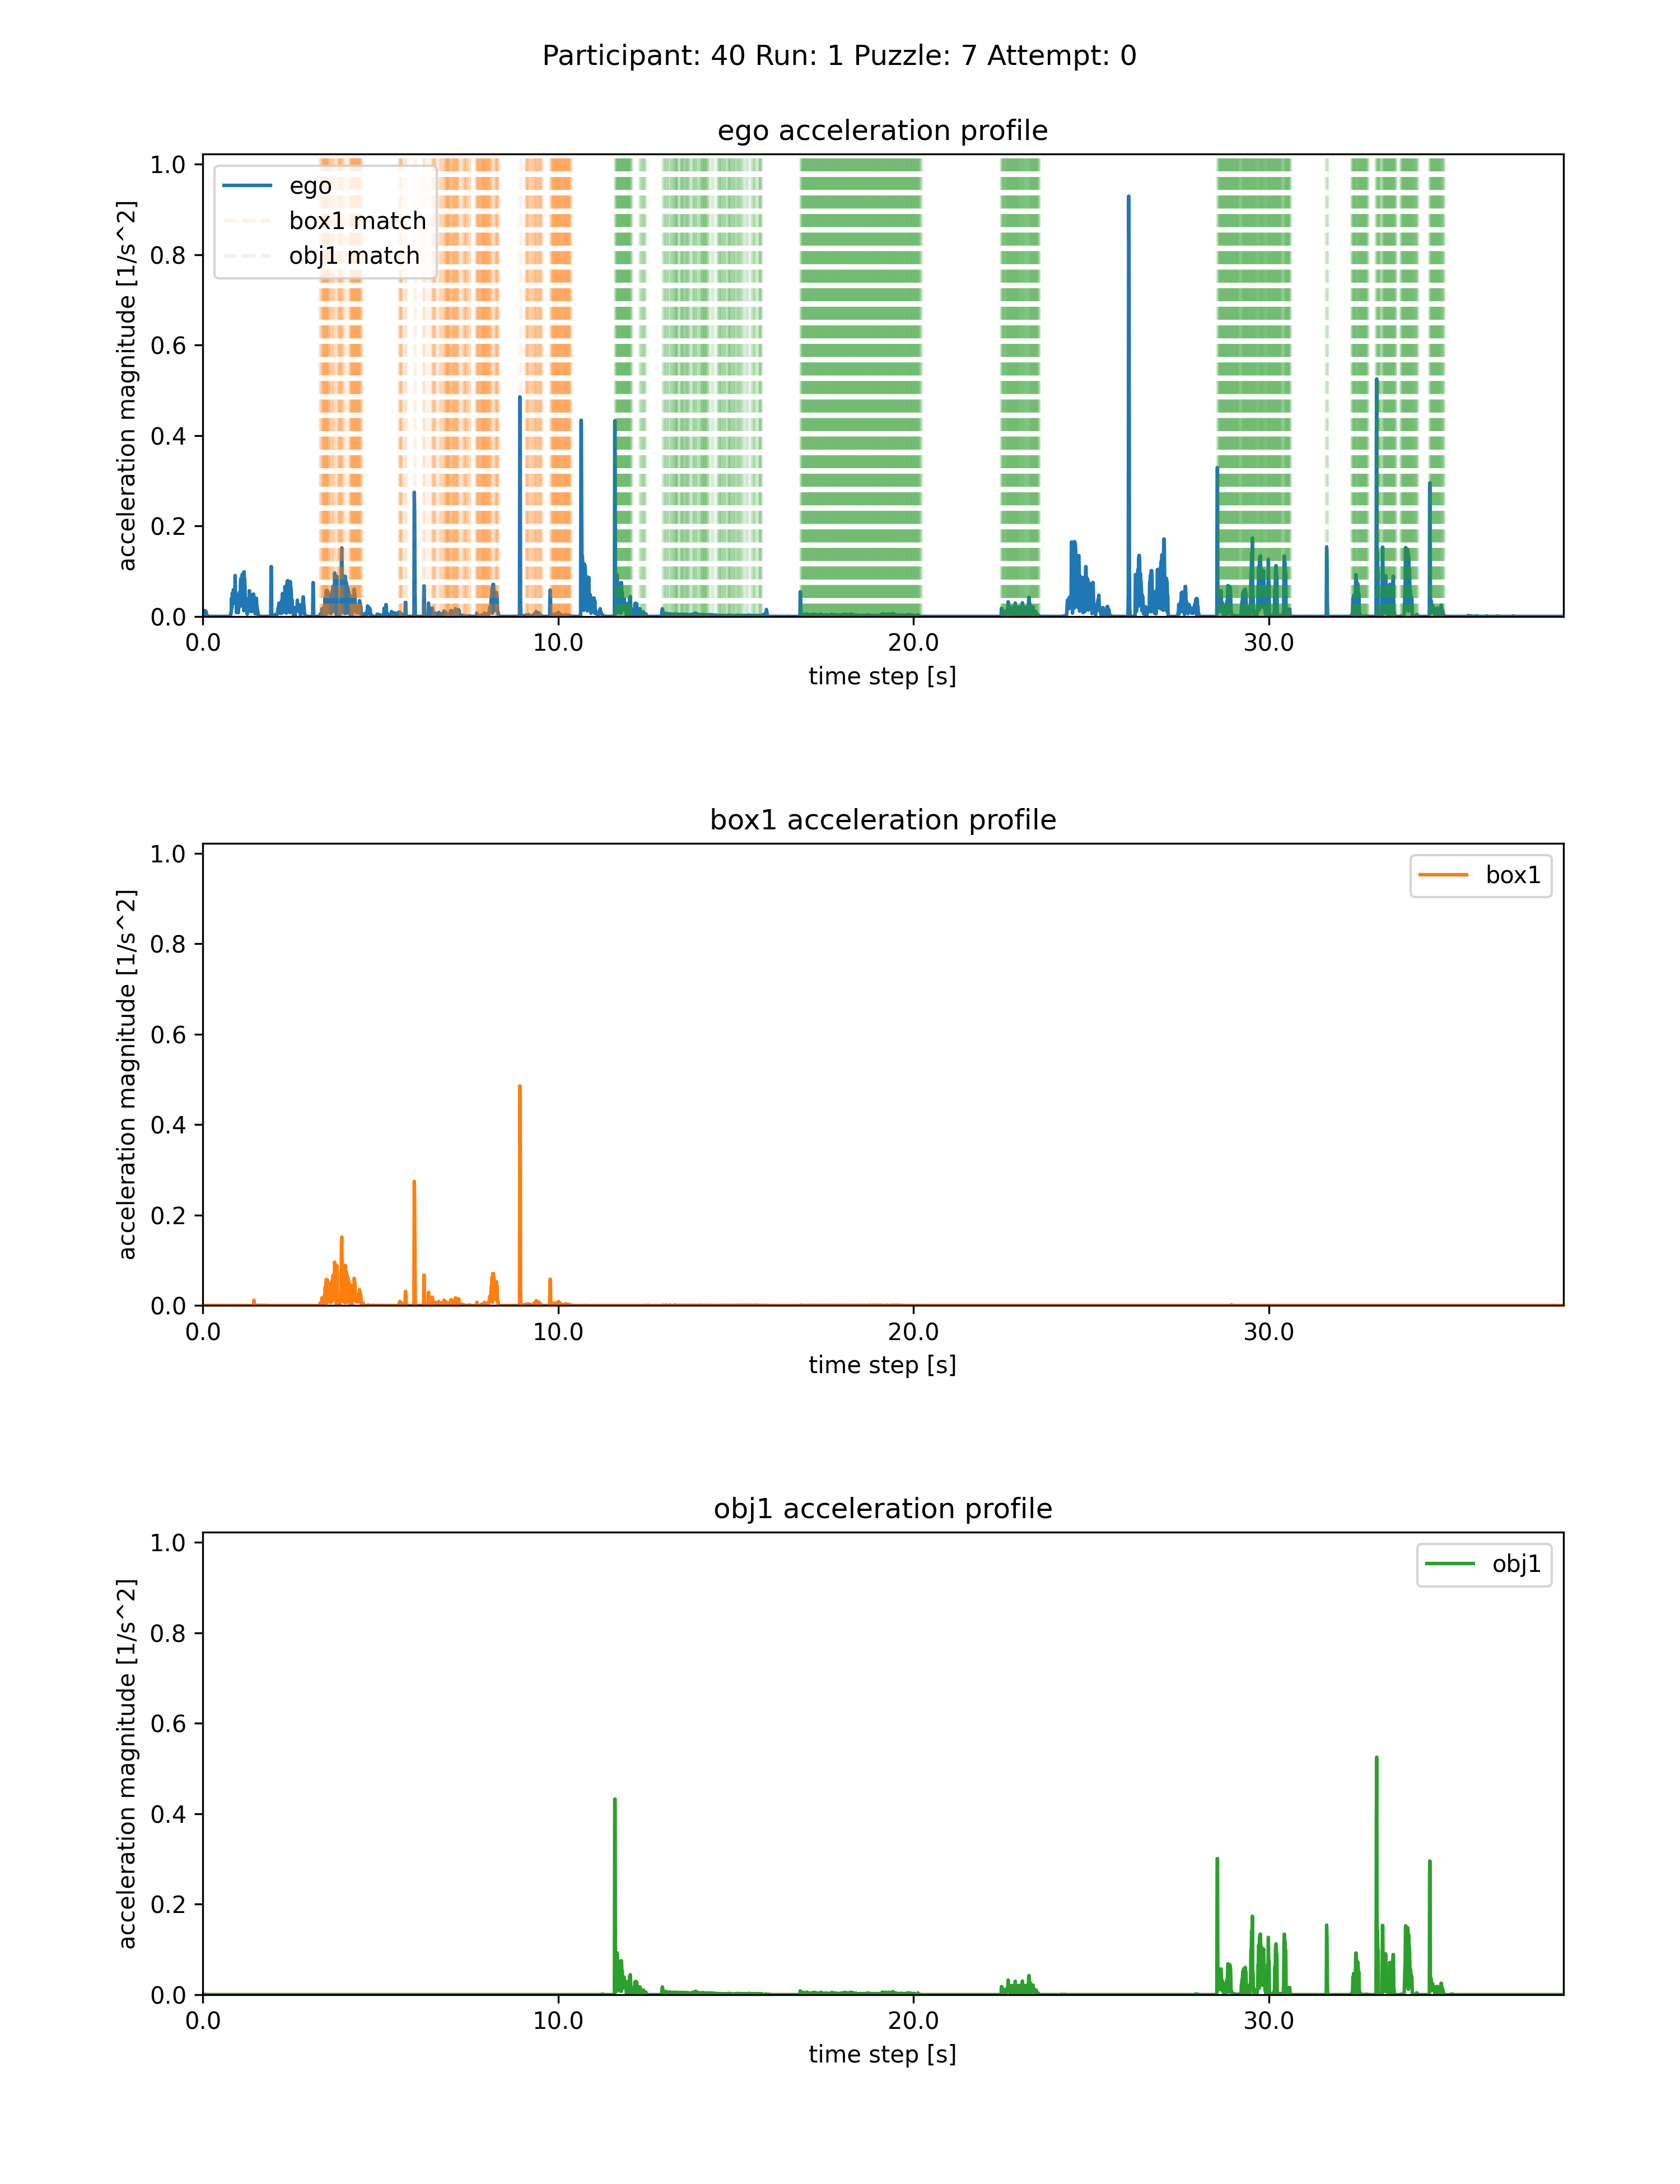 Participant: 40 Run: 1 Puzzle: 7 Attempt: 0
ego acceleration profile
acceleration magnitude [1/s^2]
1.0
0.8
0.6
0.4
0.2
0.0
ego
box1 match
obj1 match
0.0 10.0 20.0 30.0
time step [s]
box1 acceleration profile
acceleration magnitude [1/s^2]
1.0
0.8
0.6
0.4
0.2
0.0
box1
0.0 10.0 20.0 30.0
time step [s]
obj1 acceleration profile
acceleration magnitude [1/s^2]
1.0
0.8
0.6
0.4
0.2
0.0
obj1
0.0 10.0 20.0 30.0
time step [s]